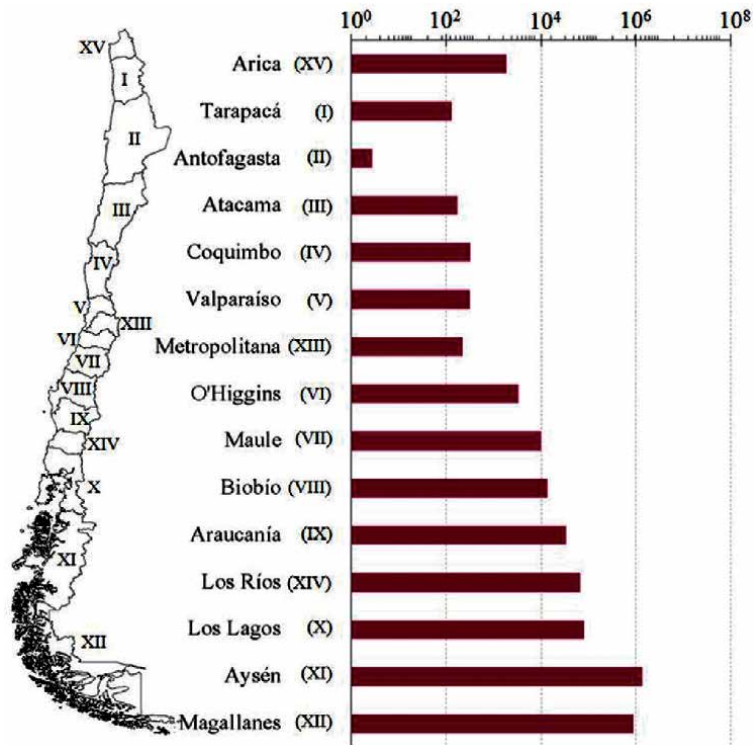 10⁰ 10² 10⁴ 10⁶ 10⁸
XV
I
II
III
IV
V
XIII
VI
VII
VIII
IX
XIV
X
XI
XII
Arica (XV)
Tarapacá (I)
Antofagasta (II)
Atacama (III)
Coquimbo (IV)
Valparaíso (V)
Metropolitana (XIII)
O'Higgins (VI)
Maule (VII)
Biobío (VIII)
Araucanía (IX)
Los Ríos (XIV)
Los Lagos (X)
Aysén (XI)
Magallanes (XII)